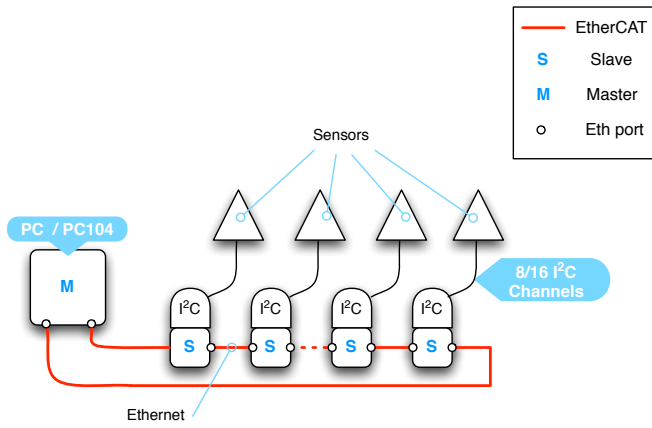 EtherCAT
S Slave
M Master
Eth port
Sensors
PC / PC104
M
8/16 I²C
Channels
I²C I²C I²C I²C
S S S S
Ethernet